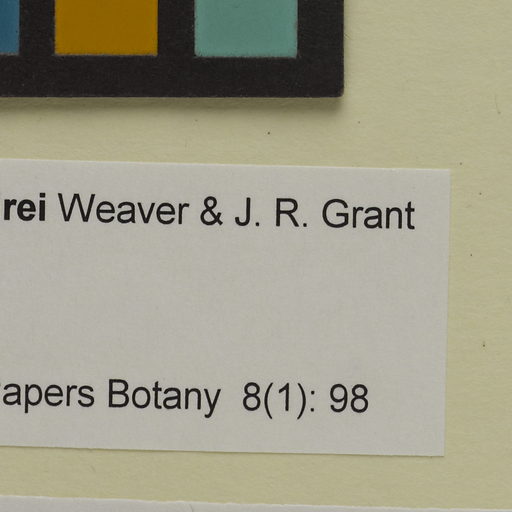 rei Weaver & J. R. Grant
apers Botany 8(1): 98